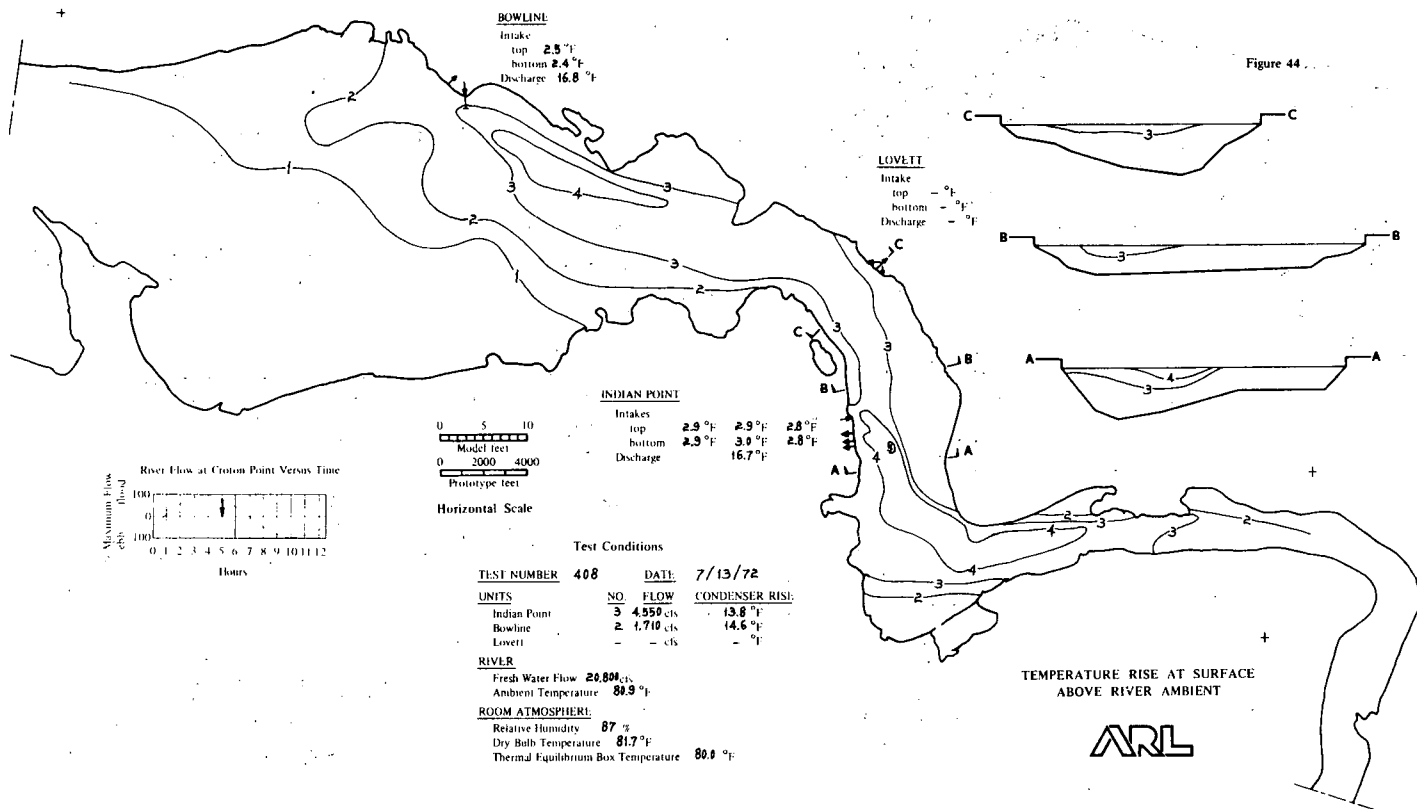 BOWLINE
Intake
top 2.5 °F
bottom 2.4 °F
Discharge 16.8 °F
Figure 44
C C
3
B B
3
A A
4
3
LOVETT
Intake
top - °F
bottom - °F
Discharge - °F
2
1
3
4
3
2
3
2
1
C
3
3
C
B
B
A
A
4
2
3
4
2
3
4
3
2
INDIAN POINT
Intakes
top 2.9 °F 2.9 °F 2.8 °F
bottom 2.9 °F 3.0 °F 2.8 °F
Discharge 16.7 °F
0 5 10
Model feet
0 2000 4000
Prototype feet
Horizontal Scale
River Flow at Croton Point Versus Time
Maximum Flow
ebb flood
100
0
100
0 1 2 3 4 5 6 7 8 9 10 11 12
Hours
Test Conditions
TEST NUMBER 408 DATE 7/13/72
UNITS NO. FLOW CONDENSER RISE
Indian Point 3 4,550 cfs 13.8 °F
Bowline 2 1,710 cfs 14.6 °F
Lovett - - cfs - °F
RIVER
Fresh Water Flow 20,800 cfs
Ambient Temperature 80.9 °F
ROOM ATMOSPHERE
Relative Humidity 87 %
Dry Bulb Temperature 81.7 °F
Thermal Equilibrium Box Temperature 80.0 °F
TEMPERATURE RISE AT SURFACE
ABOVE RIVER AMBIENT
ARL